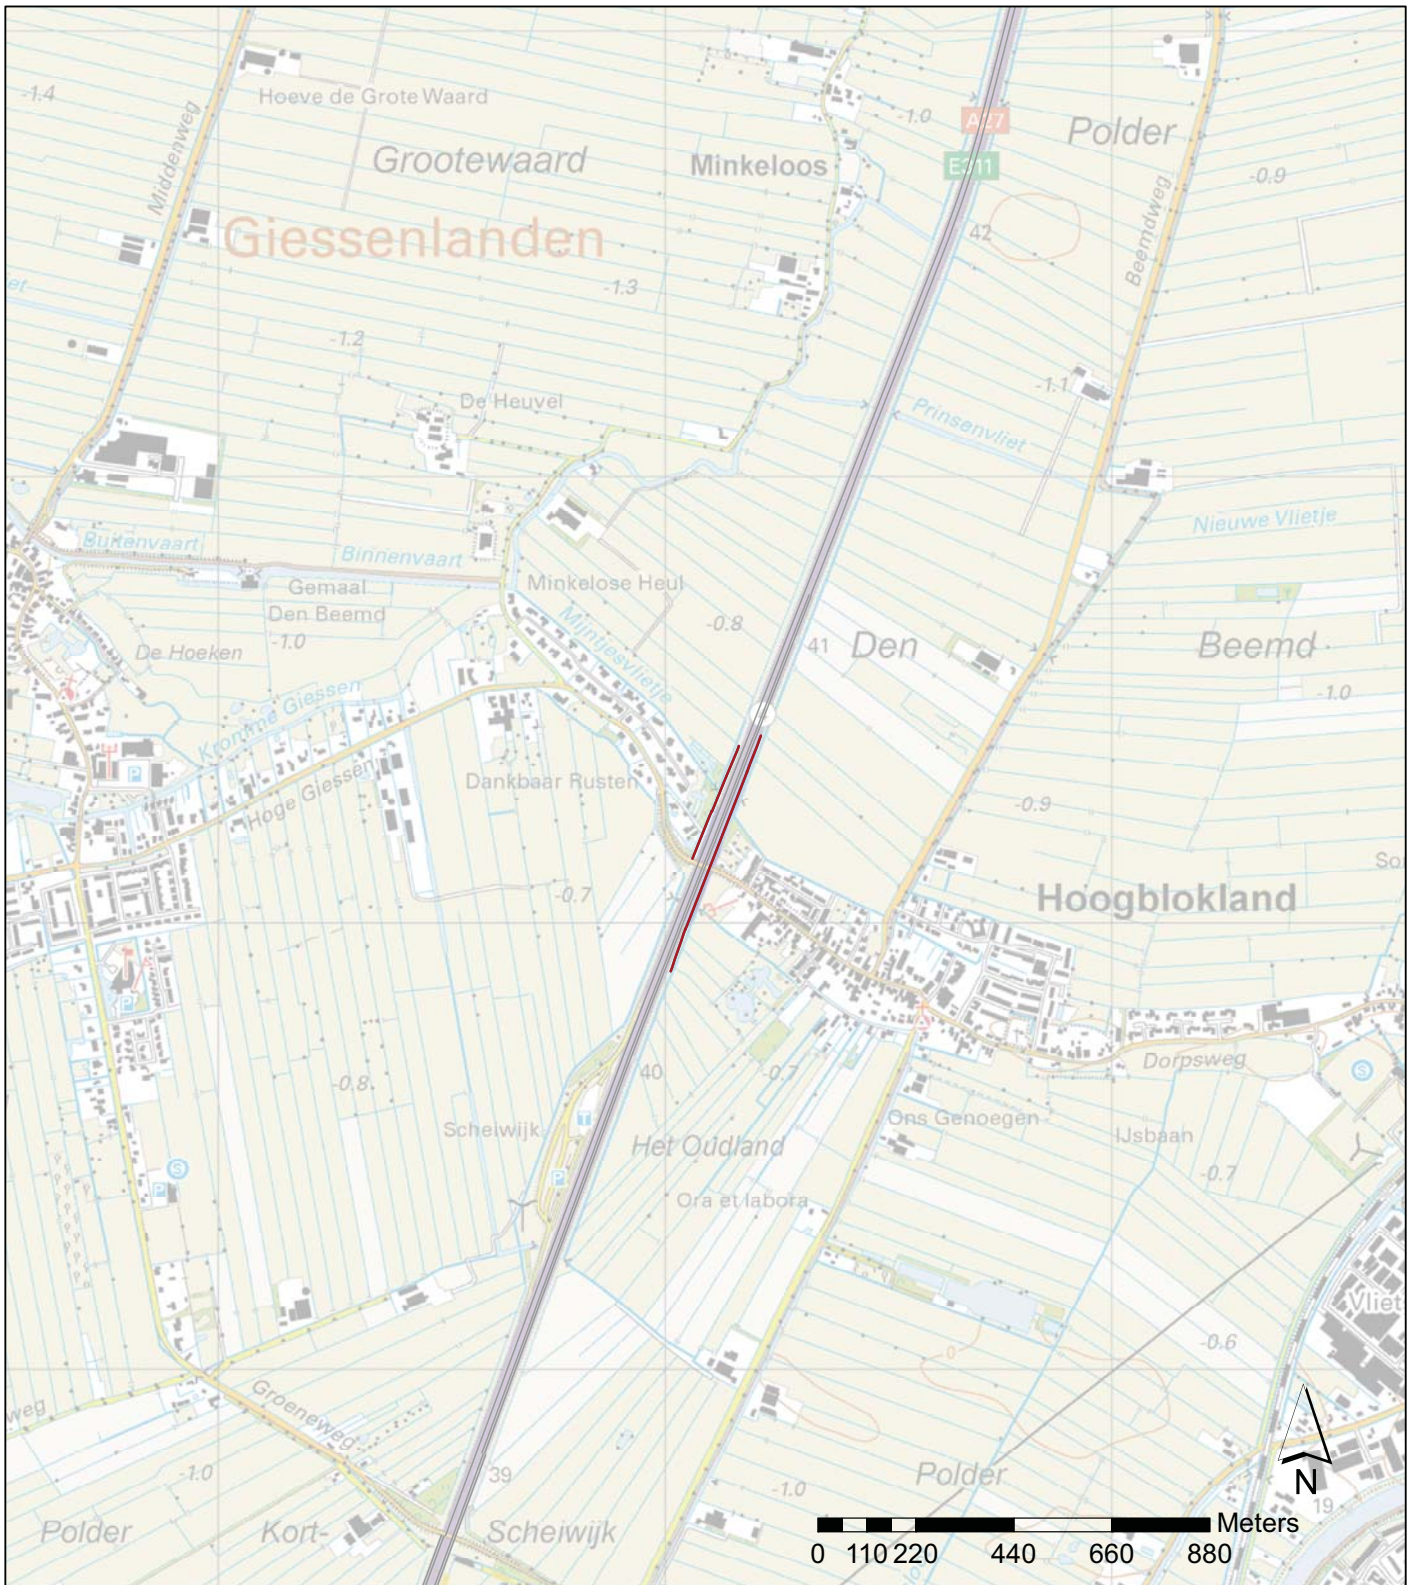 -1.4
Hoeve de Grote Waard
Middenweg
-1.0
A27
E311
Polder
Grootewaard
Minkeloos
-0.9
Giessenlanden
42
Beemdweg
-1.3
-1.2
De Heuvel
-1.1
Prinsenvliet
Nieuwe Vlietje
Buitenvaart
Binnenvaart
Gemaal
Den Beemd
Minkelose Heul
-1.0
De Hoeken
Mijntjesvlietje
-0.8
41
Den
Beemd
-1.0
Kromme Giessen
Hoge Giessen
P
Dankbaar Rusten
-0.9
Hoogblokland
-0.7
P
-0.8
40
-0.7
Dorpsweg
S
Scheiwijk
Het Oudland
Ons Genoegen
IJsbaan
-0.7
S
P
P
Ora et labora
Vliet
-0.6
0
weg
Groeneweg
-1.0
39
-1.0
Polder
N
19
Polder
Kort-
Scheiwijk
Meters
0 110 220 440 660 880